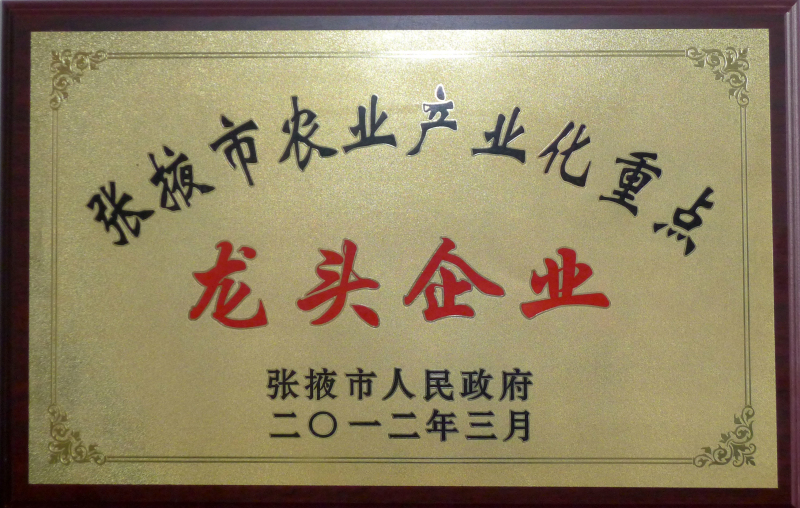 张掖市农业产业化重点
龙头企业
张掖市人民政府
二〇一二年三月